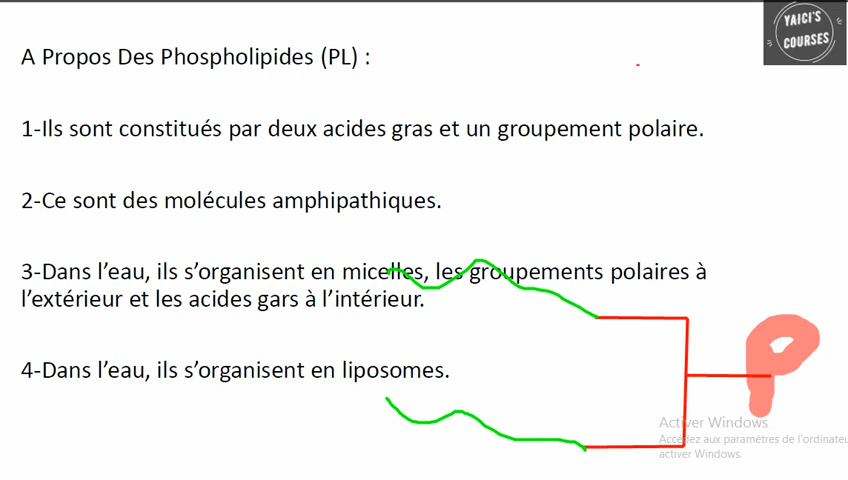 YAICI'S
COURSES
A Propos Des Phospholipides (PL) :
1-Ils sont constitués par deux acides gras et un groupement polaire.
2-Ce sont des molécules amphipathiques.
3-Dans l'eau, ils s'organisent en micelles, les groupements polaires à
l'extérieur et les acides gars à l'intérieur.
4-Dans l'eau, ils s'organisent en liposomes.
P
Activer Windows
Accédez aux paramètres de l'ordinateu
activer Windows.